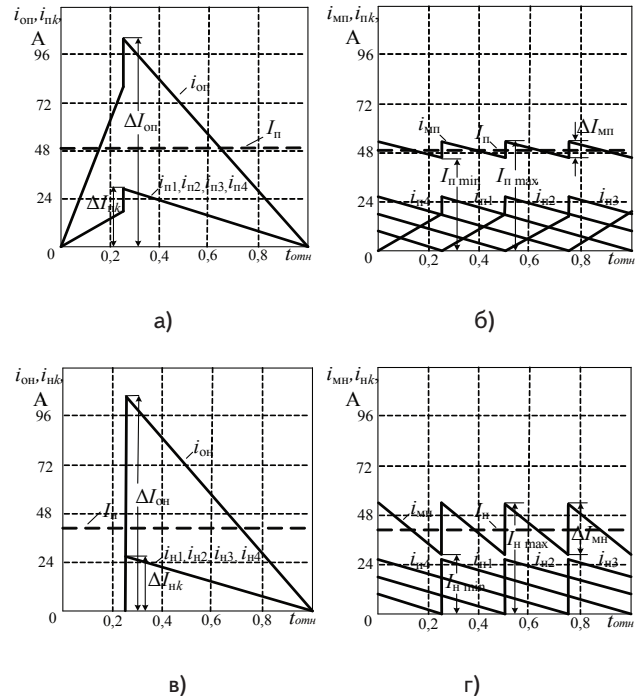 iоп, iпk,
А
96
72
48
24
0
0,2
0,4
0,6
0,8
tотн
ΔIоп
iоп
Iп
ΔIпk
iп1, iп2, iп3, iп4
а)
iмп, iпk,
А
96
72
48
24
0
0,2
0,4
0,6
0,8
tотн
iмп
Iп
ΔIмп
Iп min
Iп max
iп4
iп1
iп2
iп3
б)
iон, iнk,
А
96
72
48
24
0
0,2
0,4
0,6
0,8
tотн
iон
Iн
ΔIон
iн1, iн2, iн3, iн4
ΔIнk
в)
iмн, iнk,
А
96
72
48
24
0
0,2
0,4
0,6
0,8
tотн
iмн
Iн
Iн max
ΔIмн
Iн min
iн4
iн1
iн2
iн3
г)